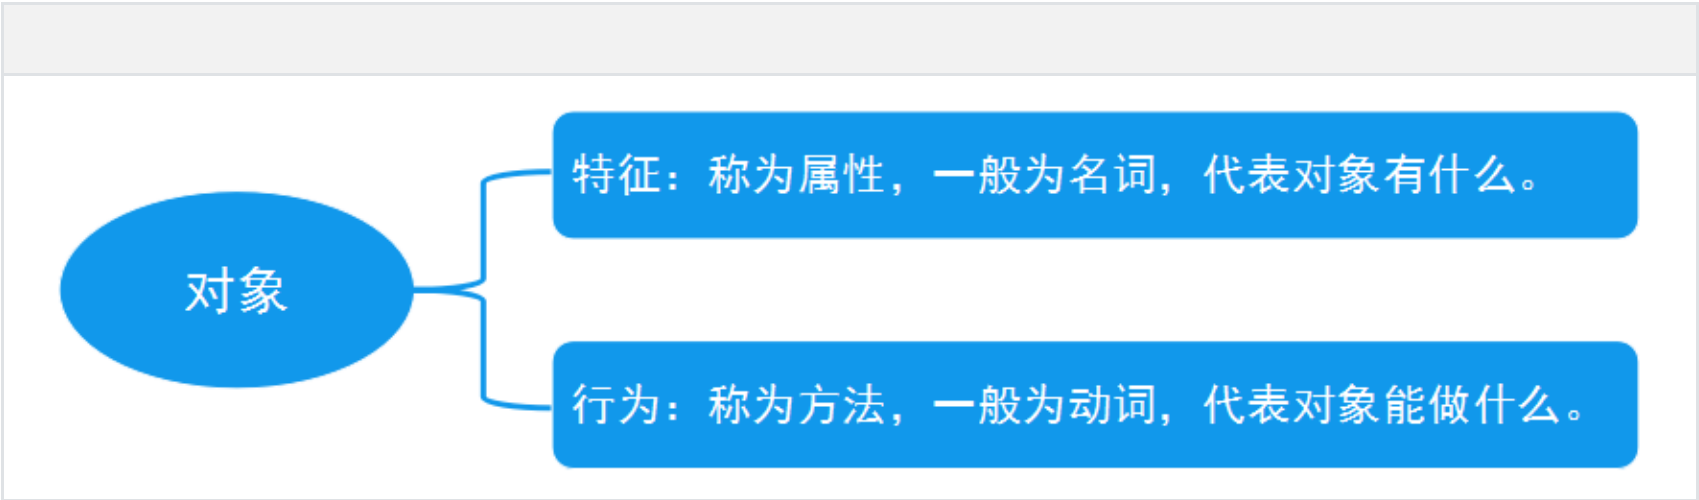 对象
特征：称为属性，一般为名词，代表对象有什么。
行为：称为方法，一般为动词，代表对象能做什么。